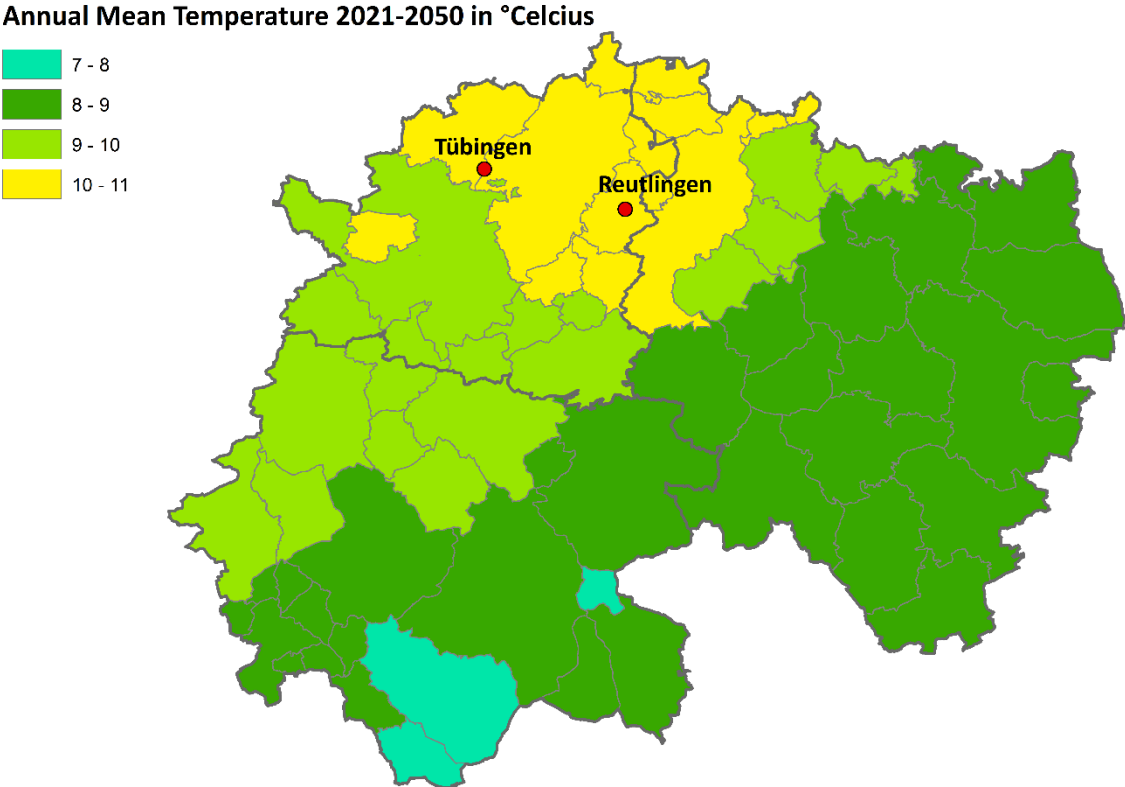 Annual Mean Temperature 2021-2050 in °Celcius
7 - 8
8 - 9
9 - 10
10 - 11
Tübingen
Reutlingen